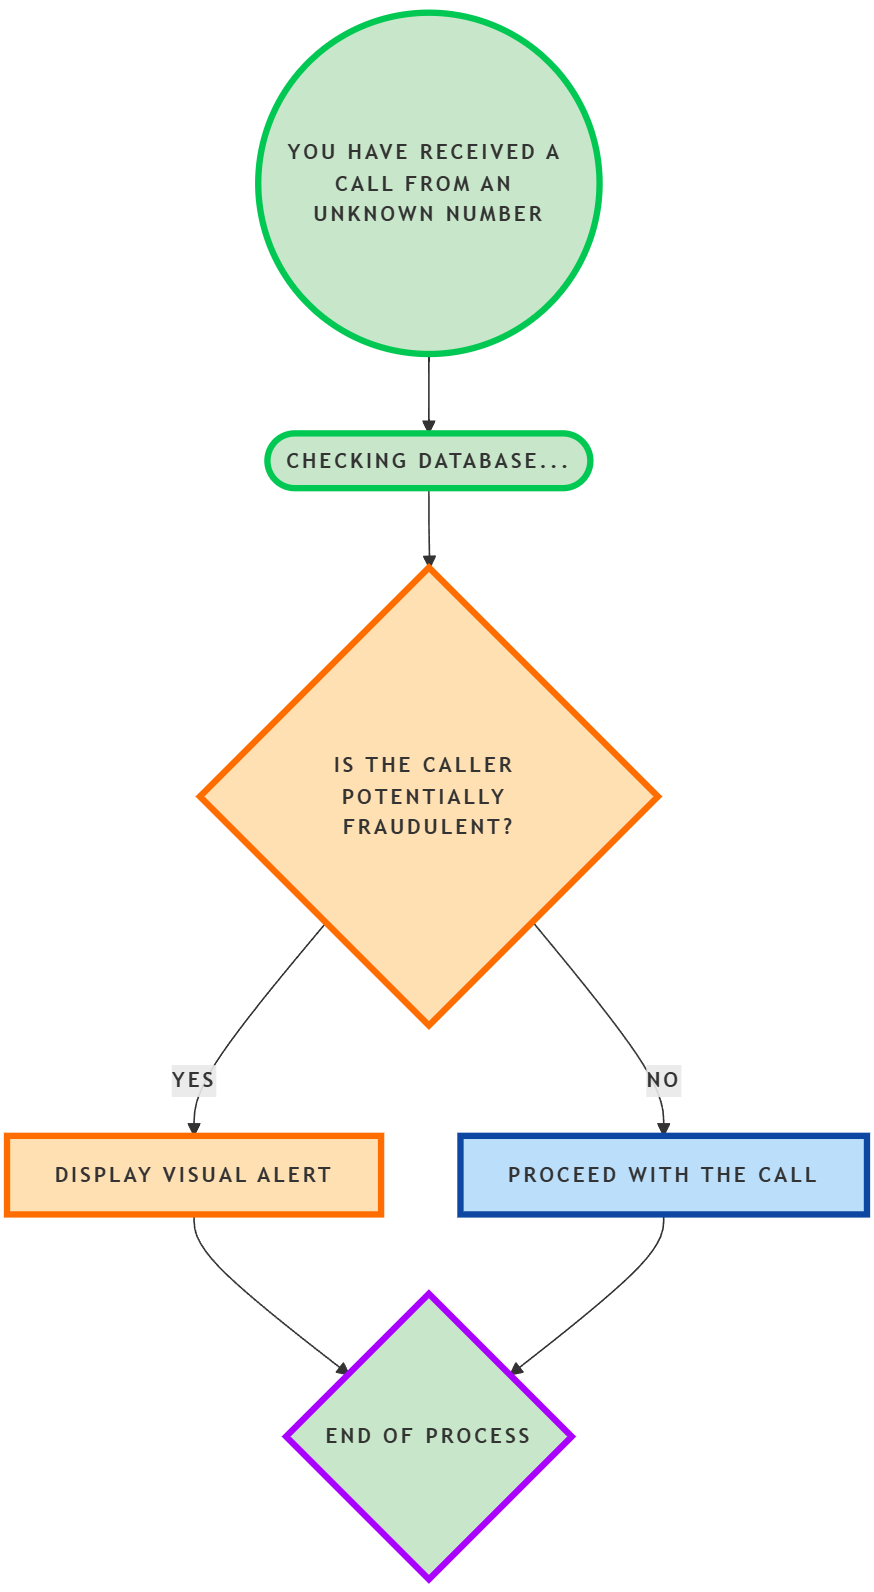 YOU HAVE RECEIVED A
CALL FROM AN
UNKNOWN NUMBER
CHECKING DATABASE...
IS THE CALLER
POTENTIALLY
FRAUDULENT?
YES
NO
DISPLAY VISUAL ALERT
PROCEED WITH THE CALL
END OF PROCESS